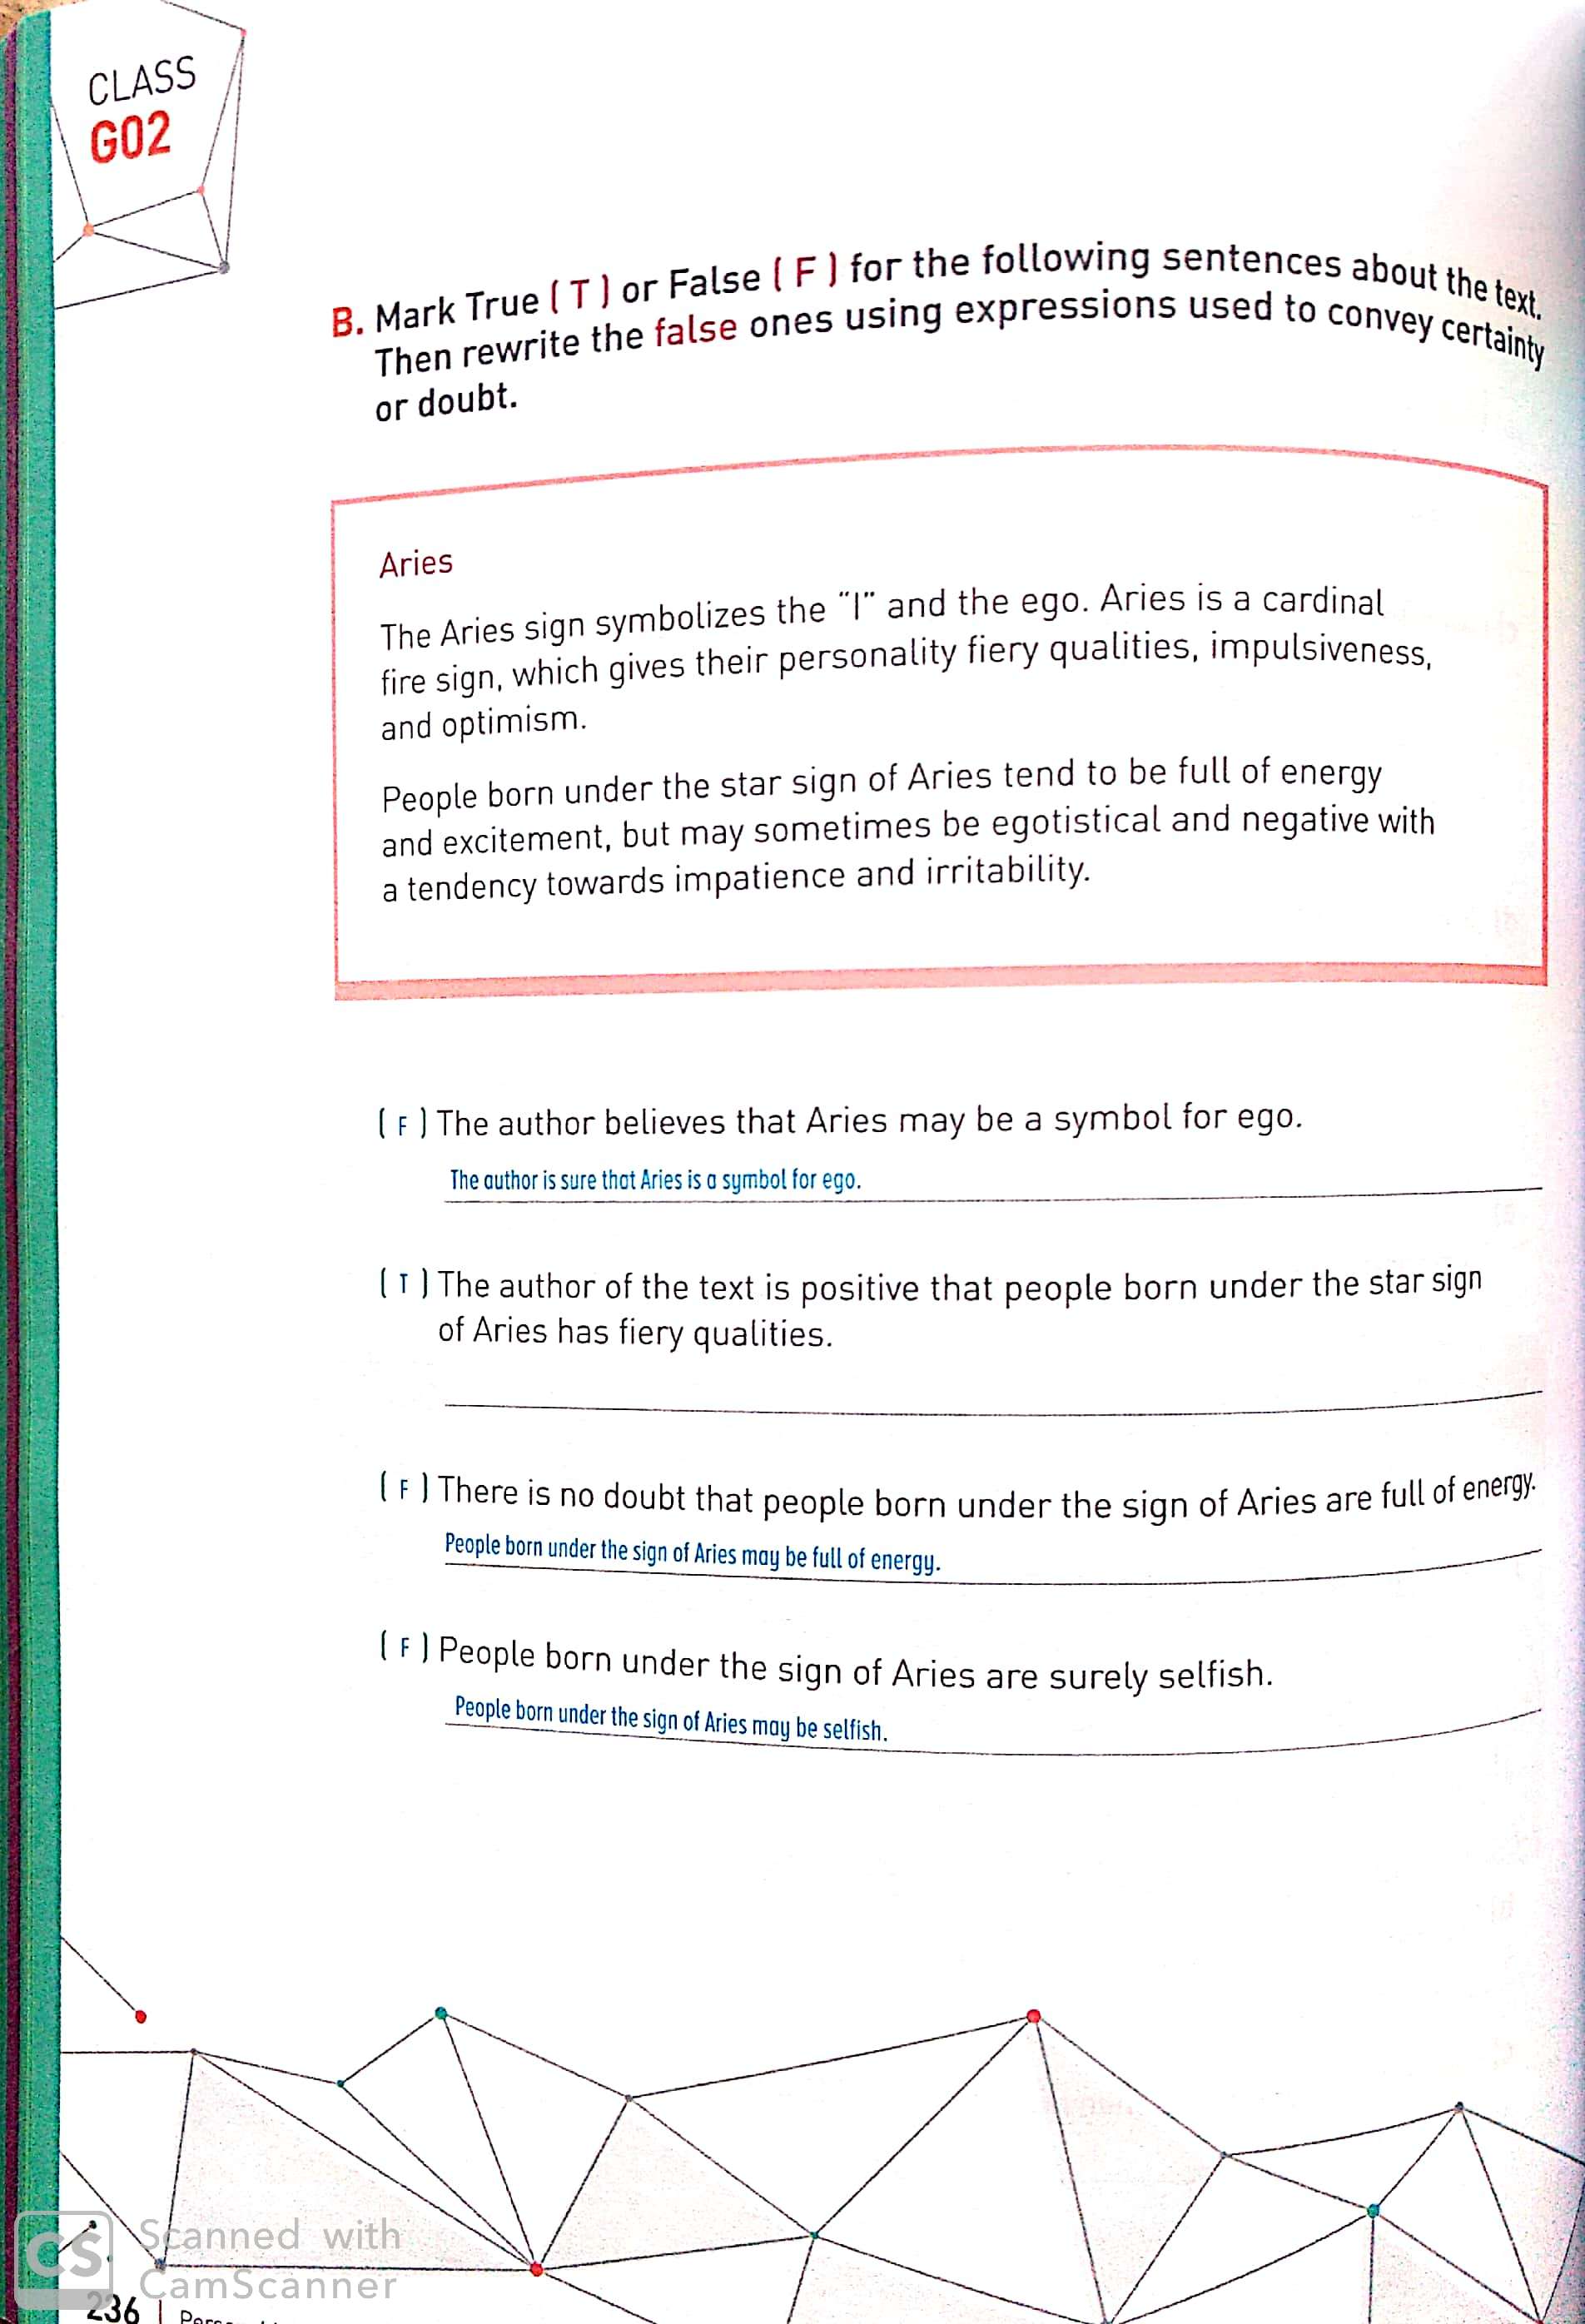 CLASS
G02
B. Mark True ( T ) or False ( F ) for the following sentences about the text.
Then rewrite the false ones using expressions used to convey certainty
or doubt.
Aries
The Aries sign symbolizes the "I" and the ego. Aries is a cardinal
fire sign, which gives their personality fiery qualities, impulsiveness,
and optimism.
People born under the star sign of Aries tend to be full of energy
and excitement, but may sometimes be egotistical and negative with
a tendency towards impatience and irritability.
( F ) The author believes that Aries may be a symbol for ego.
The author is sure that Aries is a symbol for ego.
( T ) The author of the text is positive that people born under the star sign
of Aries has fiery qualities.
( F ) There is no doubt that people born under the sign of Aries are full of energy.
People born under the sign of Aries may be full of energy.
( F ) People born under the sign of Aries are surely selfish.
People born under the sign of Aries may be selfish.
CS Scanned with
CamScanner
236